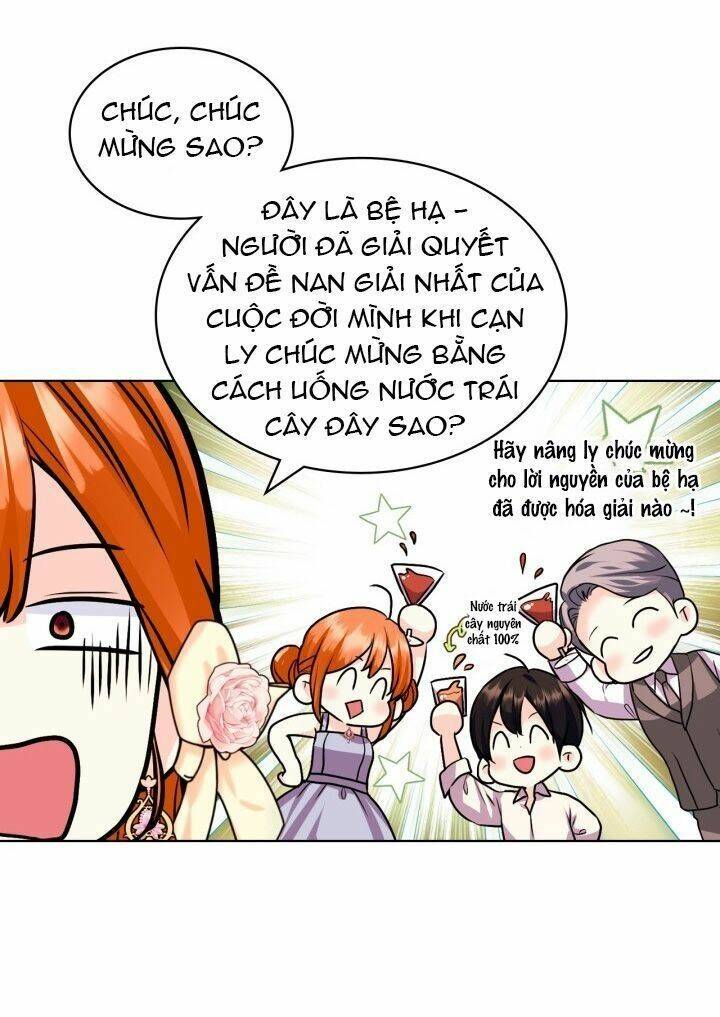 CHÚC, CHÚC
MỪNG SAO?
ĐÂY LÀ BỆ HẠ -
NGƯỜI ĐÃ GIẢI QUYẾT
VẤN ĐỀ NAN GIẢI NHẤT CỦA
CUỘC ĐỜI MÌNH KHI CẠN
LY CHÚC MỪNG BẰNG
CÁCH UỐNG NƯỚC TRÁI
CÂY ĐÂY SAO?
Hãy nâng ly chúc mừng
cho lời nguyền của bệ hạ
đã được hóa giải nào ~!
Nước trái
cây nguyên
chất 100%